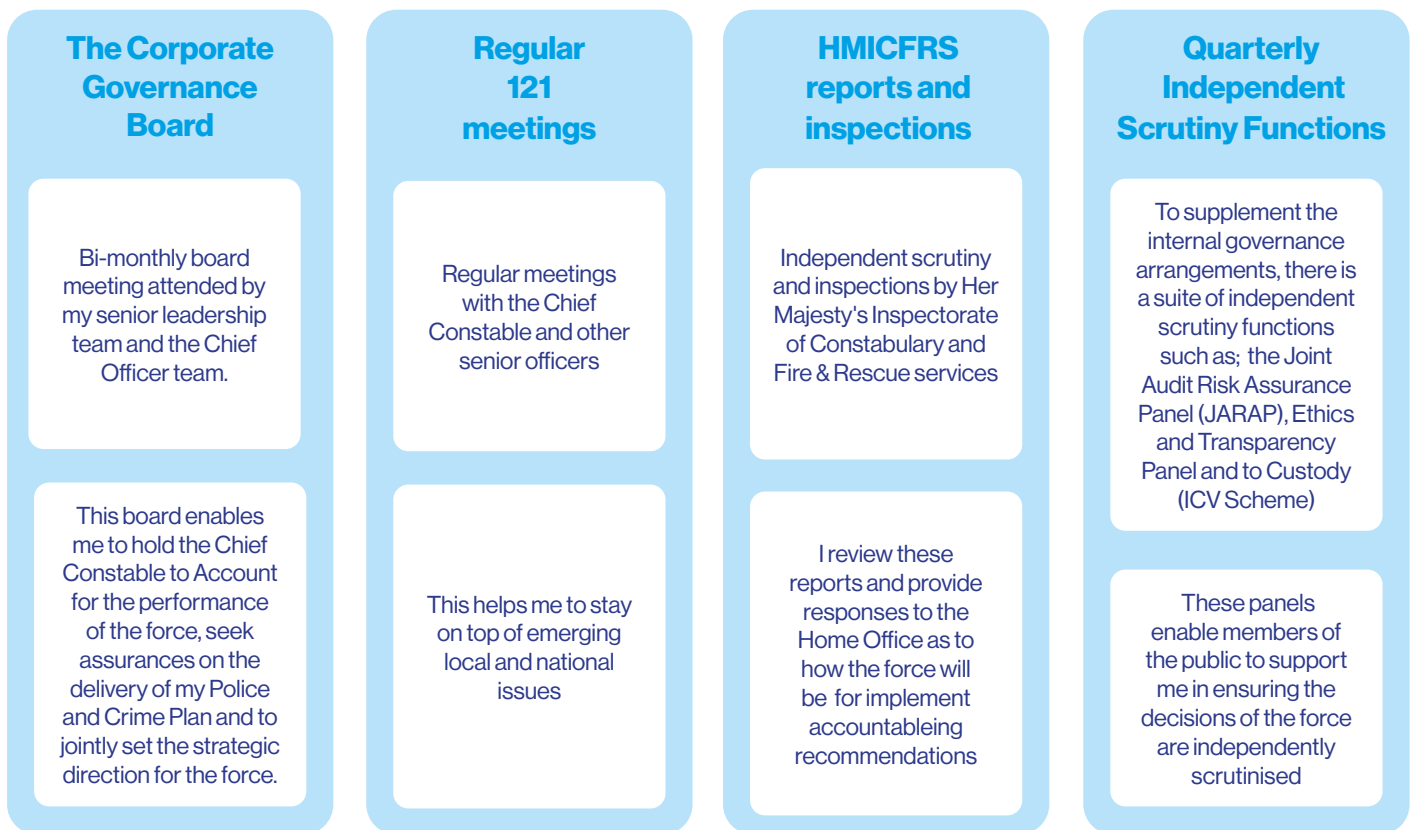 The Corporate
Governance
Board
Bi-monthly board
meeting attended by
my senior leadership
team and the Chief
Officer team.
This board enables
me to hold the Chief
Constable to Account
for the performance
of the force, seek
assurances on the
delivery of my Police
and Crime Plan and to
jointly set the strategic
direction for the force.
Regular
121
meetings
Regular meetings
with the Chief
Constable and other
senior officers
This helps me to stay
on top of emerging
local and national
issues
HMICFRS
reports and
inspections
Independent scrutiny
and inspections by Her
Majesty's Inspectorate
of Constabulary and
Fire & Rescue services
I review these
reports and provide
responses to the
Home Office as to
how the force will
be for implement
accountableing
recommendations
Quarterly
Independent
Scrutiny Functions
To supplement the
internal governance
arrangements, there is
a suite of independent
scrutiny functions
such as; the Joint
Audit Risk Assurance
Panel (JARAP), Ethics
and Transparency
Panel and to Custody
(ICV Scheme)
These panels
enable members of
the public to support
me in ensuring the
decisions of the force
are independently
scrutinised